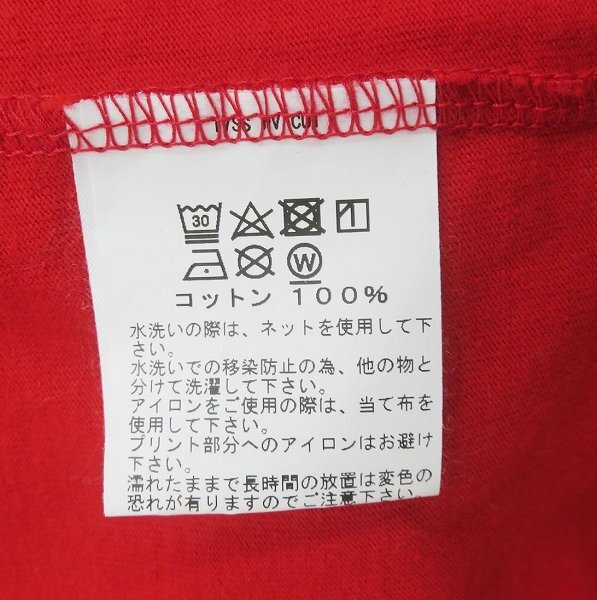 30
W
コットン 100%
水洗いの際は、ネットを使用して下
さい。
水洗いでの移染防止の為、他の物と
分けて洗濯して下さい。
アイロンをご使用の際は、当て布を
使用して下さい。
プリント部分へのアイロンはお避け
下さい。
濡れたままで長時間の放置は変色の
恐れが有りますのでご注意下さい。